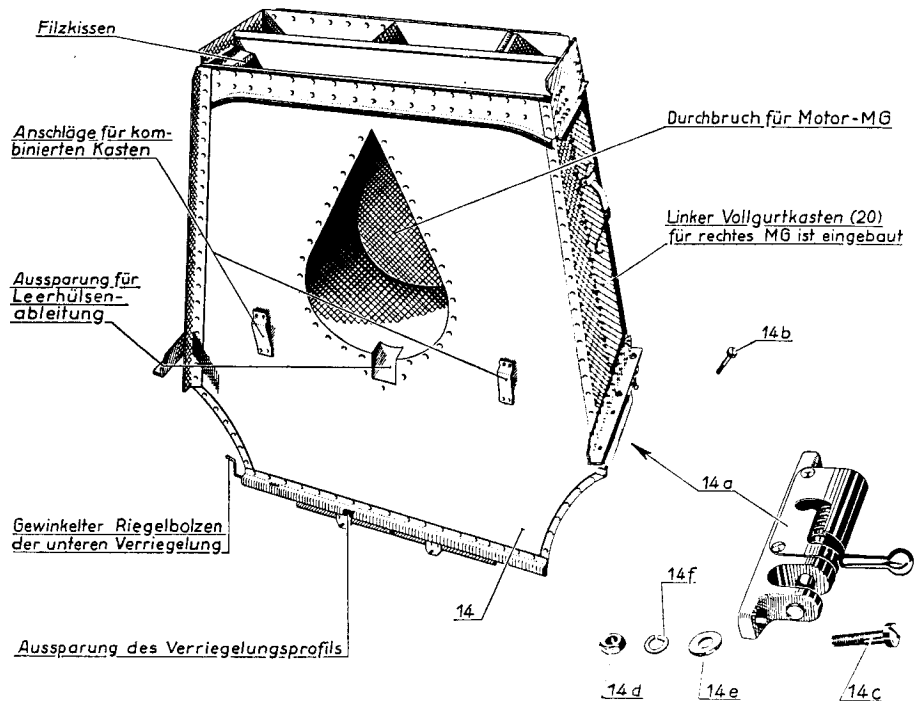 Filzkissen
Anschläge für kom-
binierten Kasten
Durchbruch für Motor-MG
Linker Vollgurtkasten (20)
für rechtes MG ist eingebaut
Aussparung für
Leerhülsen-
ableitung
14b
14a
Gewinkelter Riegelbolzen
der unteren Verriegelung
14
14f
Aussparung des Verriegelungsprofils
14d
14e
14c